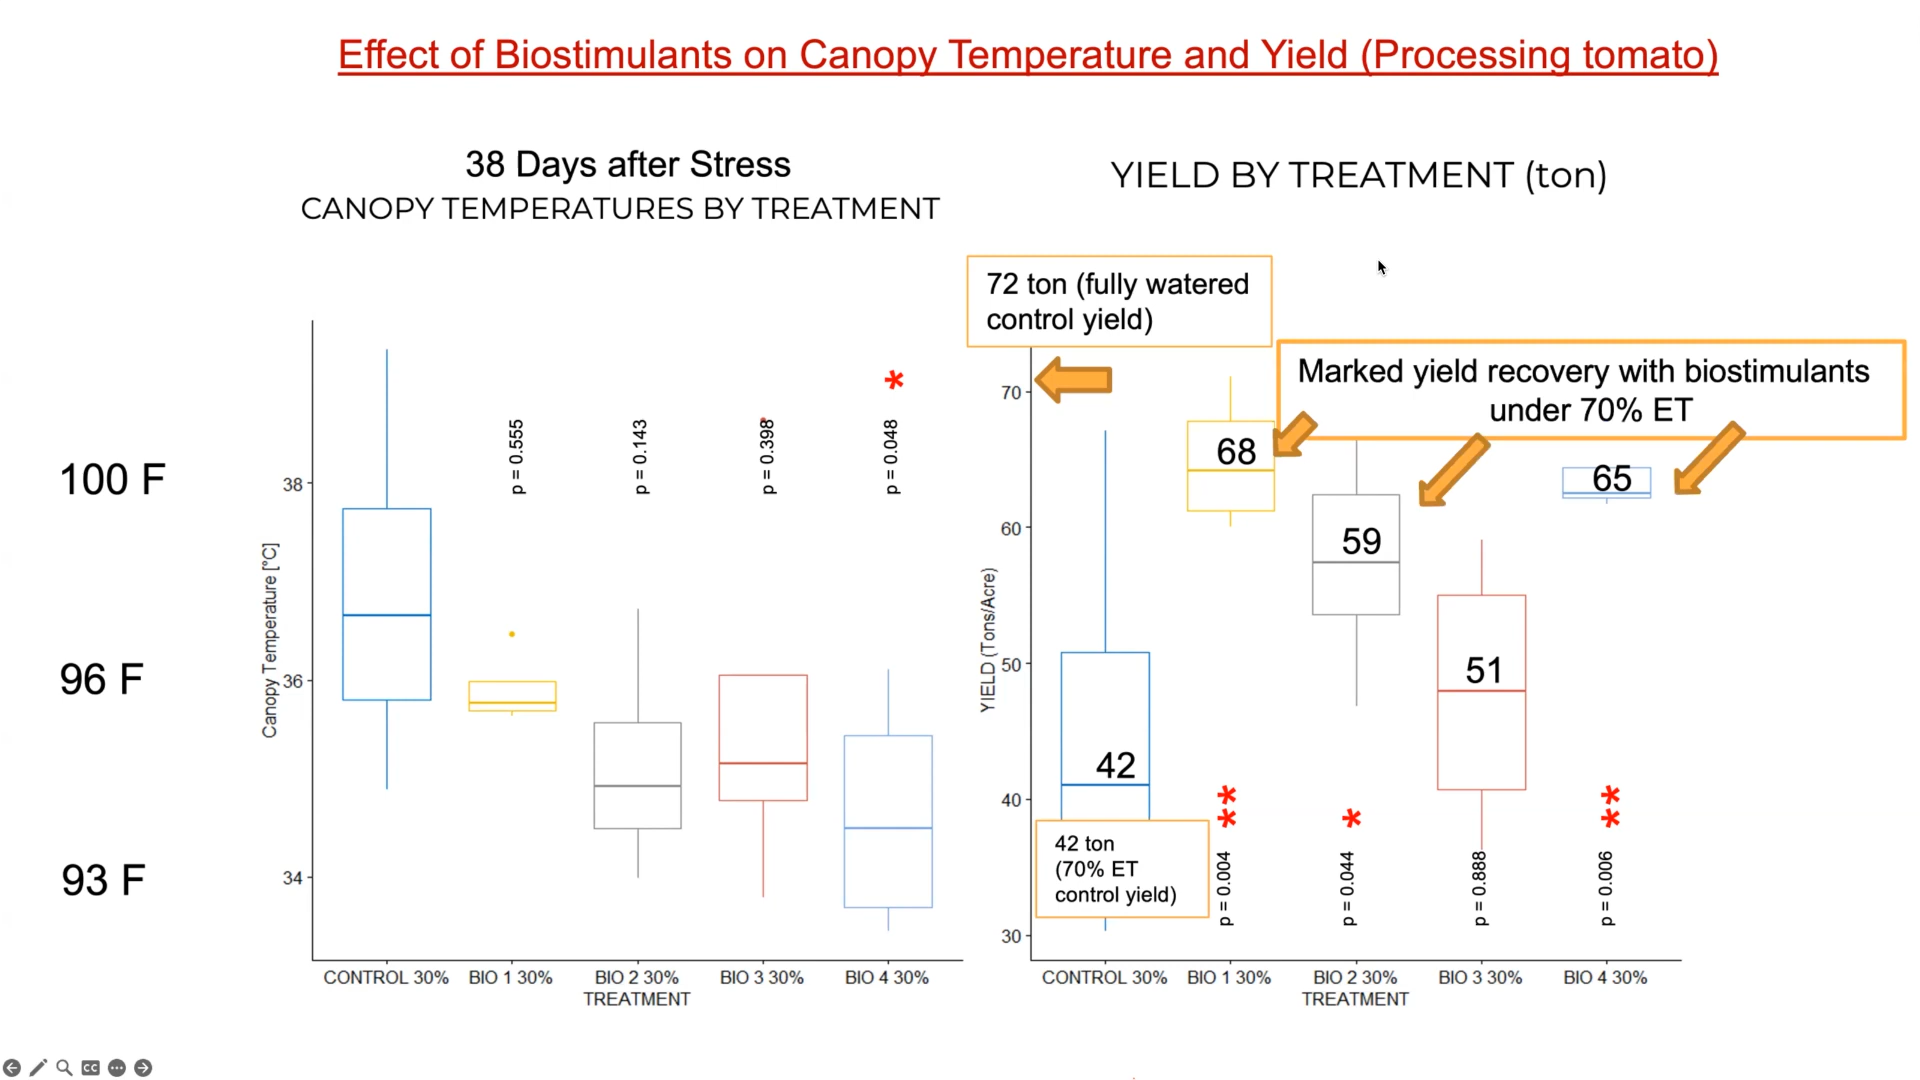 Effect of Biostimulants on Canopy Temperature and Yield (Processing tomato)
38 Days after Stress
CANOPY TEMPERATURES BY TREATMENT
100 F
96 F
93 F
Canopy Temperature [°C]
38
36
34
p = 0.555
p = 0.143
p = 0.398
*
p = 0.048
CONTROL 30%
BIO 1 30%
BIO 2 30%
BIO 3 30%
BIO 4 30%
TREATMENT
YIELD BY TREATMENT (ton)
72 ton (fully watered
control yield)
Marked yield recovery with biostimulants
under 70% ET
YIELD (Tons/Acre)
70
60
50
40
30
42
68
59
51
65
42 ton
(70% ET
control yield)
*
*
p = 0.004
*
p = 0.044
p = 0.888
*
*
p = 0.006
CONTROL 30%
BIO 1 30%
BIO 2 30%
BIO 3 30%
BIO 4 30%
TREATMENT
CC